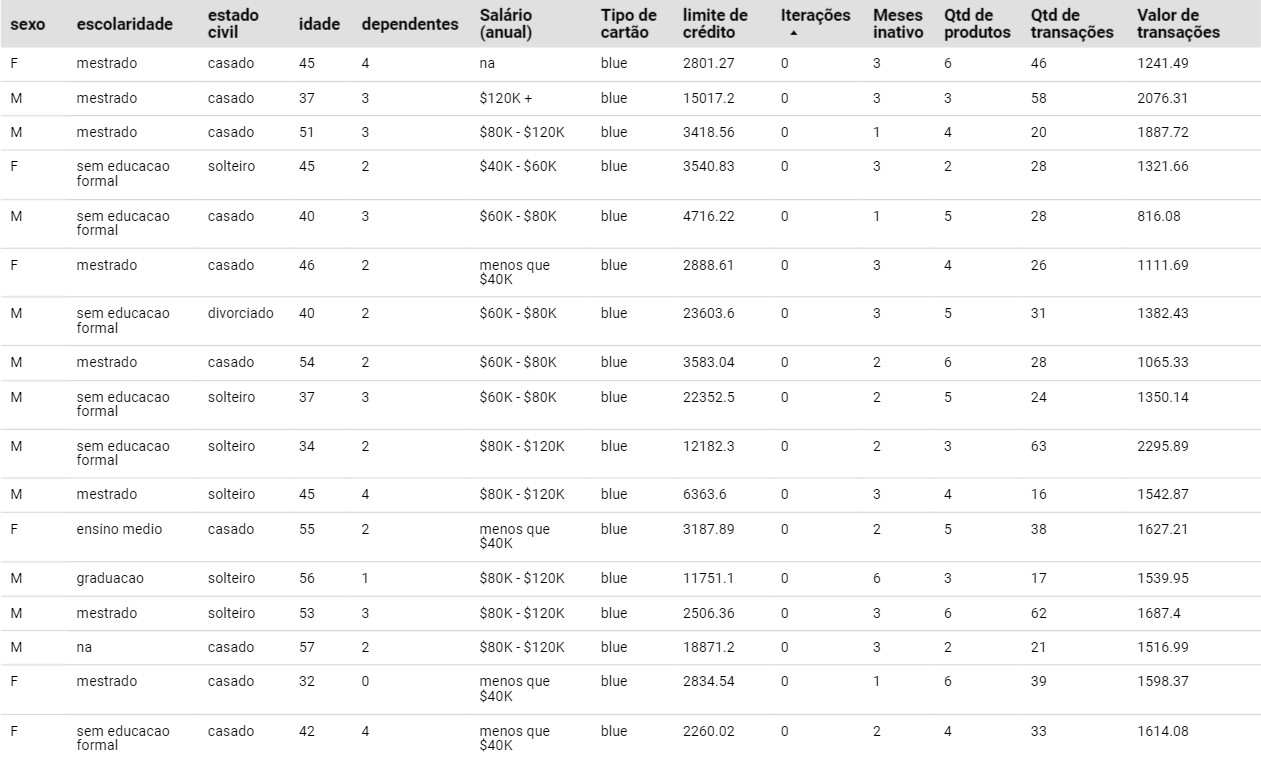 sexo escolaridade estado civil idade dependentes Salário (anual) Tipo de cartão limite de crédito Iterações Meses inativo Qtd de produtos Qtd de transações Valor de transações
F mestrado casado 45 4 na blue 2801.27 0 3 6 46 1241.49
M mestrado casado 37 3 $120K + blue 15017.2 0 3 3 58 2076.31
M mestrado casado 51 3 $80K - $120K blue 3418.56 0 1 4 20 1887.72
F sem educacao formal solteiro 45 2 $40K - $60K blue 3540.83 0 3 2 28 1321.66
M sem educacao formal casado 40 3 $60K - $80K blue 4716.22 0 1 5 28 816.08
F mestrado casado 46 2 menos que $40K blue 2888.61 0 3 4 26 1111.69
M sem educacao formal divorciado 40 2 $60K - $80K blue 23603.6 0 3 5 31 1382.43
M mestrado casado 54 2 $60K - $80K blue 3583.04 0 2 6 28 1065.33
M sem educacao formal solteiro 37 3 $60K - $80K blue 22352.5 0 2 5 24 1350.14
M sem educacao formal solteiro 34 2 $80K - $120K blue 12182.3 0 2 3 63 2295.89
M mestrado solteiro 45 4 $80K - $120K blue 6363.6 0 3 4 16 1542.87
F ensino medio casado 55 2 menos que $40K blue 3187.89 0 2 5 38 1627.21
M graduacao solteiro 56 1 $80K - $120K blue 11751.1 0 6 3 17 1539.95
M mestrado solteiro 53 3 $80K - $120K blue 2506.36 0 3 6 62 1687.4
M na casado 57 2 $80K - $120K blue 18871.2 0 3 2 21 1516.99
F mestrado casado 32 0 menos que $40K blue 2834.54 0 1 6 39 1598.37
F sem educacao formal casado 42 4 menos que $40K blue 2260.02 0 2 4 33 1614.08